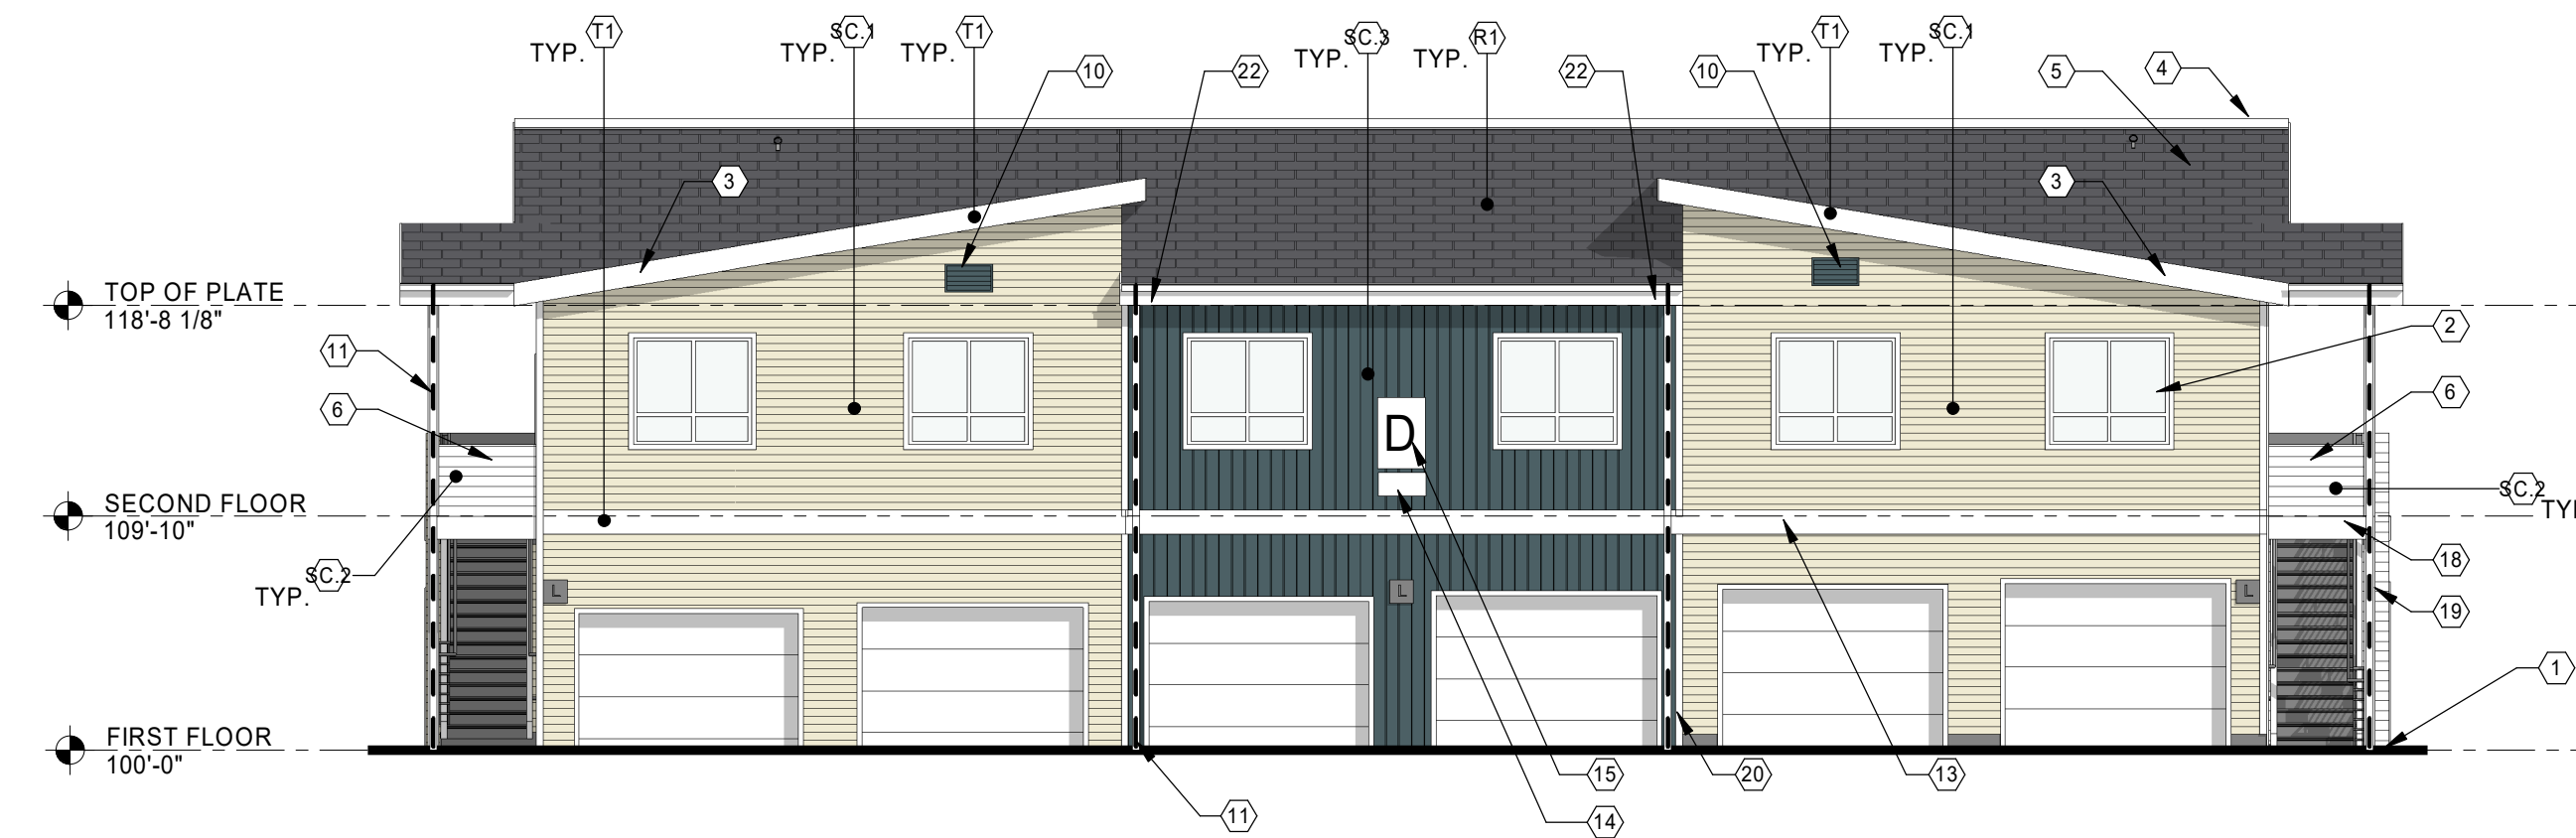 T1
TYP.
SC.1
TYP.
T1
TYP.
SC.3
TYP.
R1
TYP.
T1
TYP.
SC.1
TYP.
10
22
22
10
5
4
3
3
TOP OF PLATE
118'-8 1/8"
11
2
6
6
D
SECOND FLOOR
109'-10"
SC.2
SC.2
TYP.
18
L
L
L
19
1
FIRST FLOOR
100'-0"
15
20
13
11
14